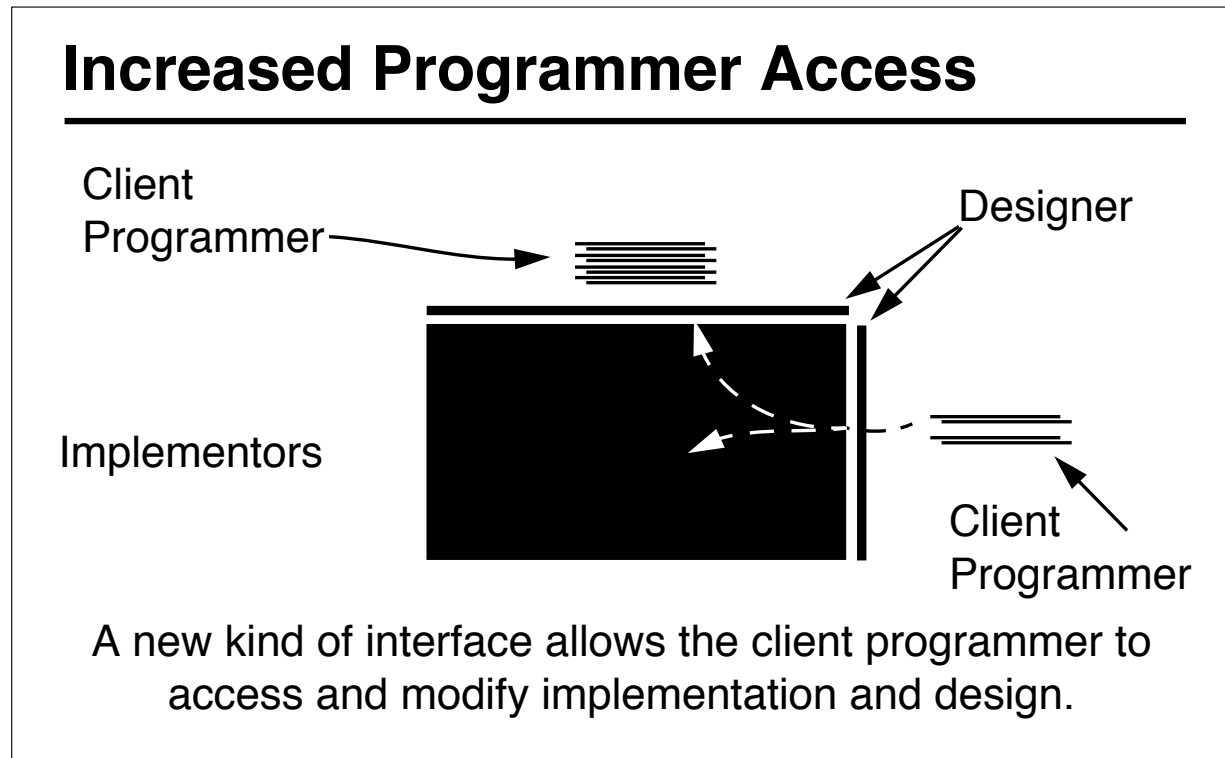 Increased Programmer Access
Client
Programmer
Designer
Implementors
Client
Programmer
A new kind of interface allows the client programmer to
access and modify implementation and design.